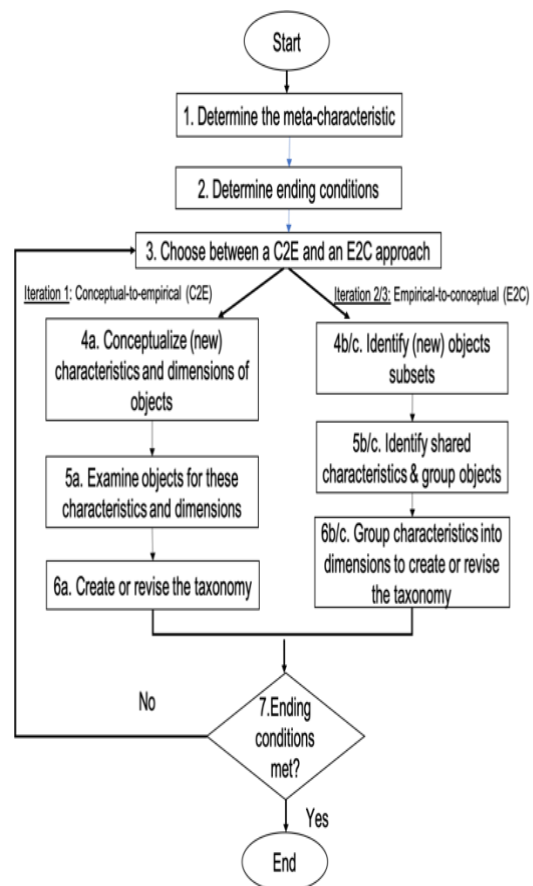 Start
1. Determine the meta-characteristic
2. Determine ending conditions
3. Choose between a C2E and an E2C approach
Iteration 1: Conceptual-to-empirical (C2E)
Iteration 2/3: Empirical-to-conceptual (E2C)
4a. Conceptualize (new)
characteristics and dimensions of
objects
4b/c. Identify (new) objects
subsets
5a. Examine objects for these
characteristics and dimensions
5b/c. Identify shared
characteristics & group objects
6a. Create or revise the taxonomy
6b/c. Group characteristics into
dimensions to create or revise
the taxonomy
No
7.Ending
conditions
met?
Yes
End